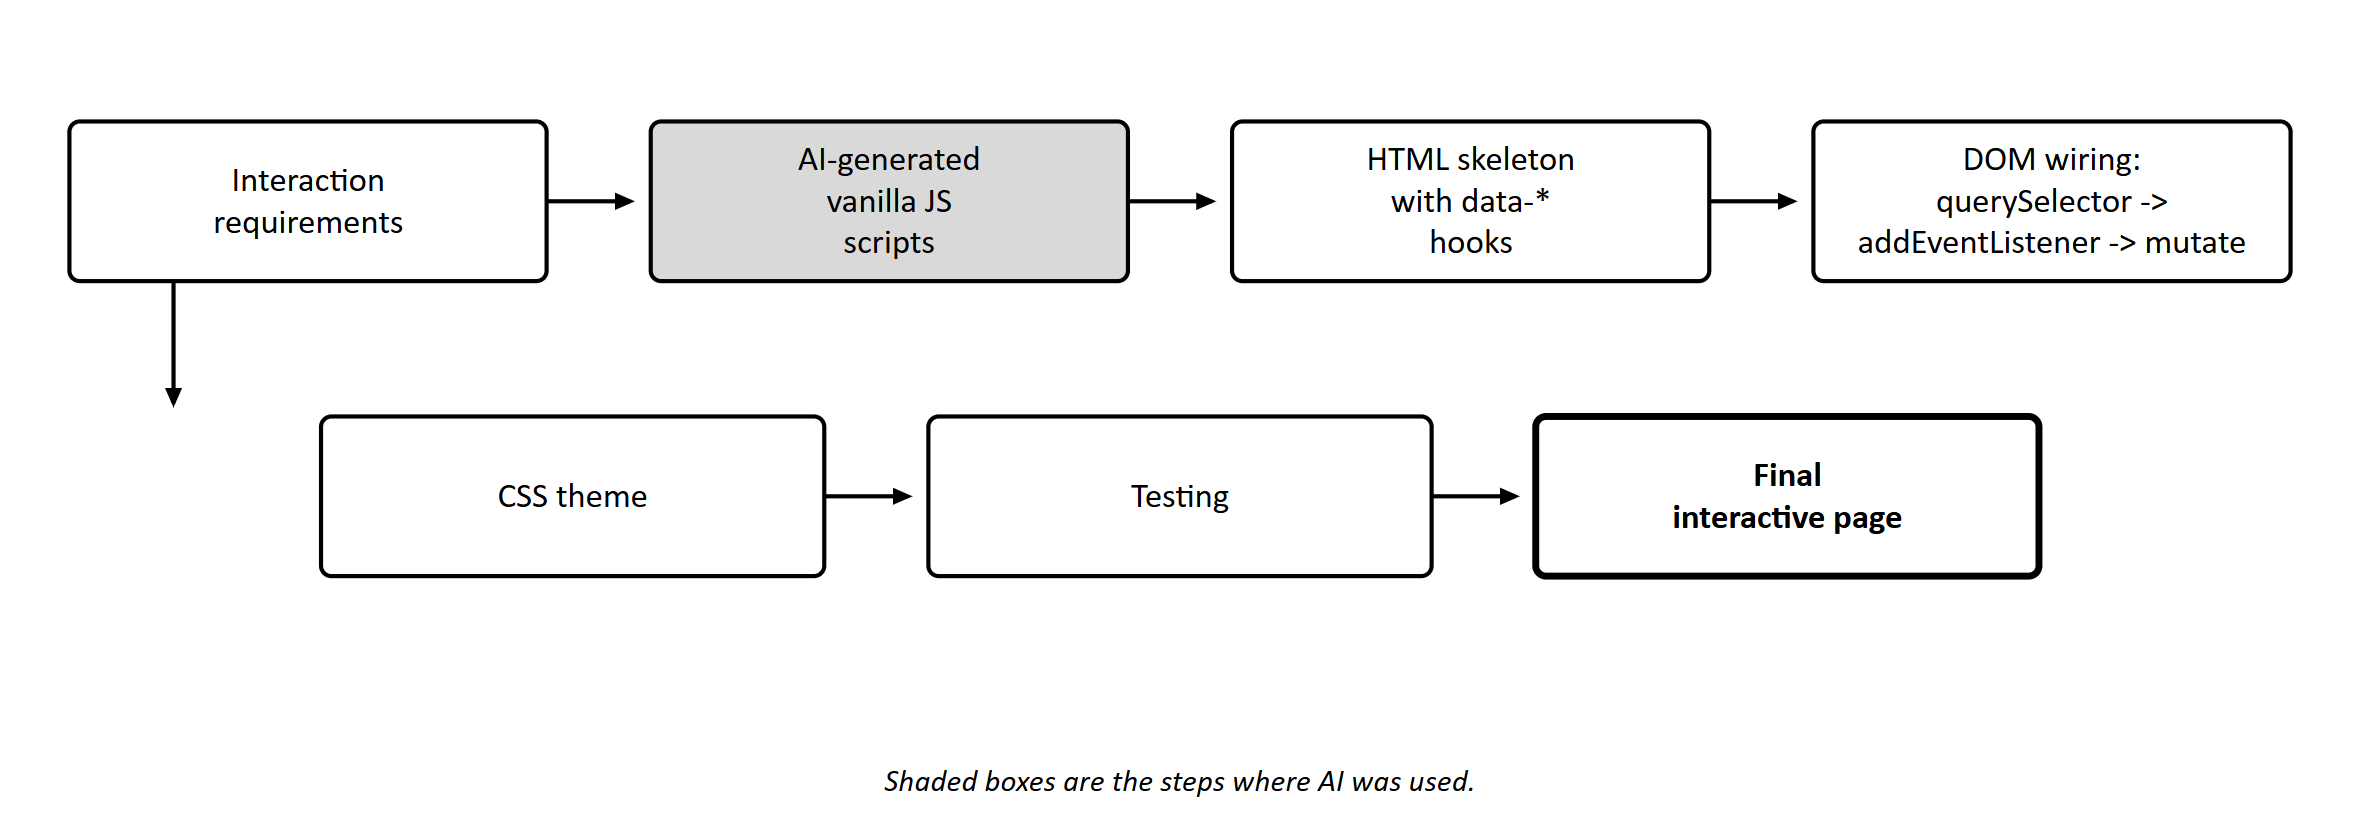 Interaction
requirements
AI-generated
vanilla JS
scripts
HTML skeleton
with data-*
hooks
DOM wiring:
querySelector ->
addEventListener -> mutate
CSS theme
Testing
Final
interactive page
Shaded boxes are the steps where AI was used.